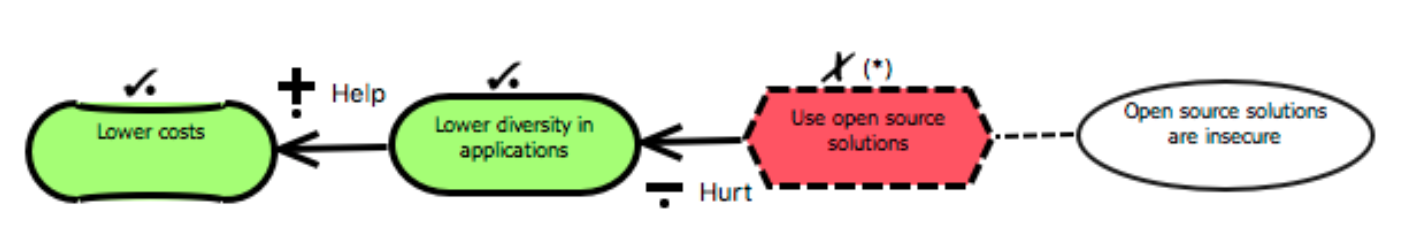 Lower costs
Help
Lower diversity in
applications
Hurt
(*)
Use open source
solutions
Open source solutions
are insecure